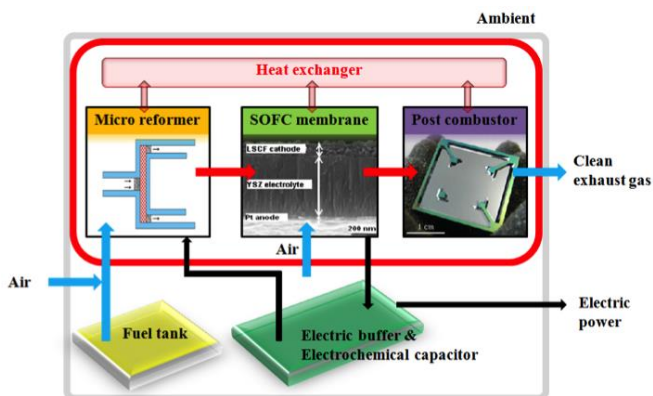 Ambient
Heat exchanger
Micro reformer
SOFC membrane
Post combustor
LSCF cathode
YSZ electrolyte
Pt anode
200 nm
1 cm
Clean
exhaust gas
Air
Air
Fuel tank
Electric buffer &
Electrochemical capacitor
Electric
power